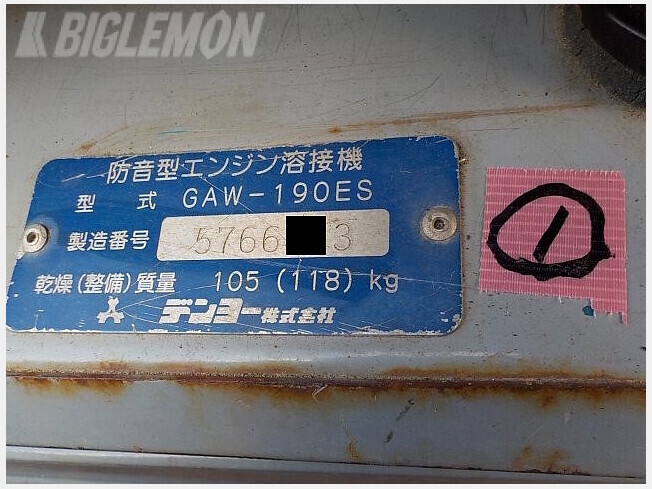 BIGLEMON
防音型エンジン溶接機
型 式 GAW-190ES
製造番号 5766 3
乾燥(整備)質量 105 (118) kg
デンヨー株式会社
1